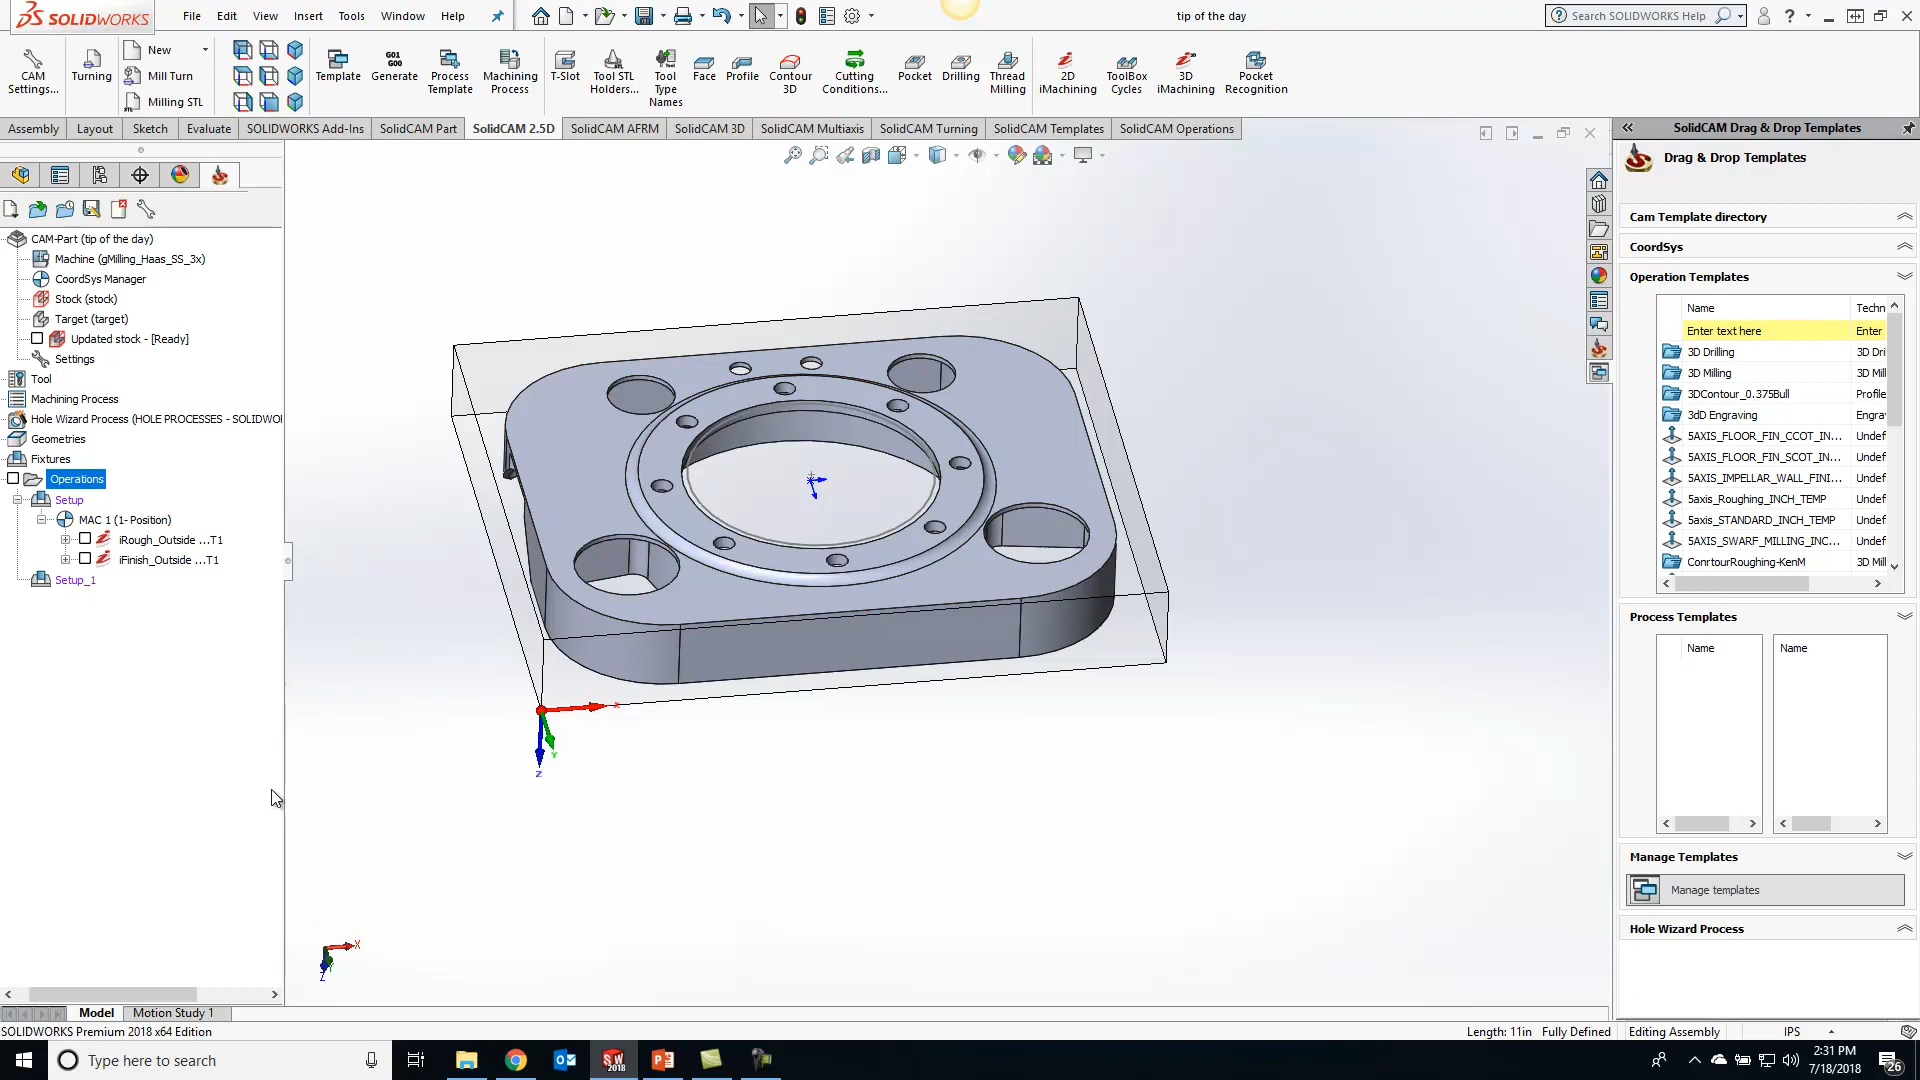 SOLIDWORKS
File Edit View Insert Tools Window Help
tip of the day
Search SOLIDWORKS Help
CAM Settings...
Turning
New
Mill Turn
Milling STL
Template
G01 G00
Generate
Process Template
Machining Process
T-Slot
Tool STL Holders...
Tool Type Names
Face
Profile
Contour 3D
Cutting Conditions...
Pocket
Drilling
Thread Milling
2D iMachining
ToolBox Cycles
3D iMachining
Pocket Recognition
Assembly Layout Sketch Evaluate SOLIDWORKS Add-Ins SolidCAM Part SolidCAM 2.5D SolidCAM AFRM SolidCAM 3D SolidCAM Multiaxis SolidCAM Turning SolidCAM Templates SolidCAM Operations
CAM-Part (tip of the day)
Machine (gMilling_Haas_SS_3x)
CoordSys Manager
Stock (stock)
Target (target)
Updated stock - [Ready]
Settings
Tool
Machining Process
Hole Wizard Process (HOLE PROCESSES - SOLIDWO
Geometries
Fixtures
Operations
Setup
MAC 1 (1- Position)
iRough_Outside ...T1
iFinish_Outside ...T1
Setup_1
X
Y
Z
X
Z
SolidCAM Drag & Drop Templates
Drag & Drop Templates
Cam Template directory
CoordSys
Operation Templates
Name Techn
Enter text here Enter
3D Drilling 3D Dri
3D Milling 3D Mil
3DContour_0.375Bull Profile
3dD Engraving Engra
5AXIS_FLOOR_FIN_CCOT_IN... Undef
5AXIS_FLOOR_FIN_SCOT_IN... Undef
5AXIS_IMPELLAR_WALL_FINI... Undef
5axis_Roughing_INCH_TEMP Undef
5axis_STANDARD_INCH_TEMP Undef
5AXIS_SWARF_MILLING_INC... Undef
ConrtourRoughing-KenM 3D Mil
Process Templates
Name Name
Manage Templates
Manage templates
Hole Wizard Process
Model Motion Study 1
SOLIDWORKS Premium 2018 x64 Edition
Length: 11in Fully Defined Editing Assembly IPS
Type here to search
SW 2018
2:31 PM
7/18/2018
26